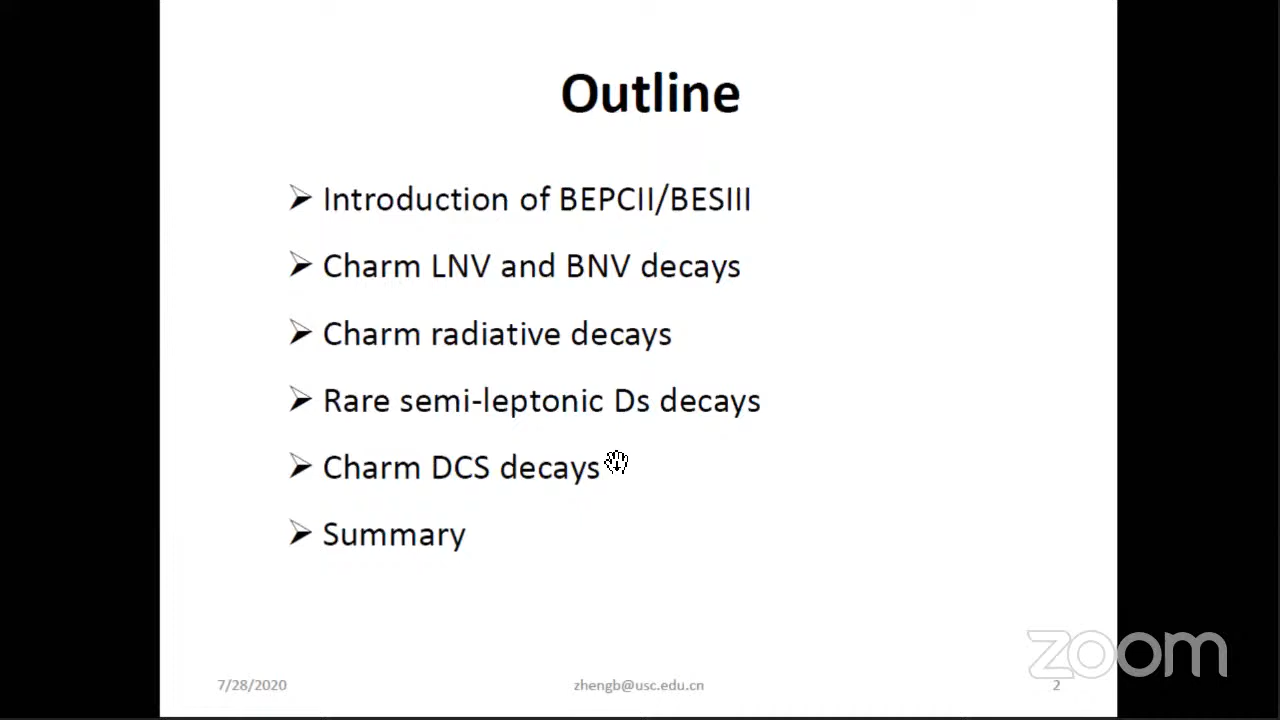 Outline
Introduction of BEPCII/BESIII
Charm LNV and BNV decays
Charm radiative decays
Rare semi-leptonic Ds decays
Charm DCS decays
Summary
zoom
7/28/2020
zhengb@usc.edu.cn
2